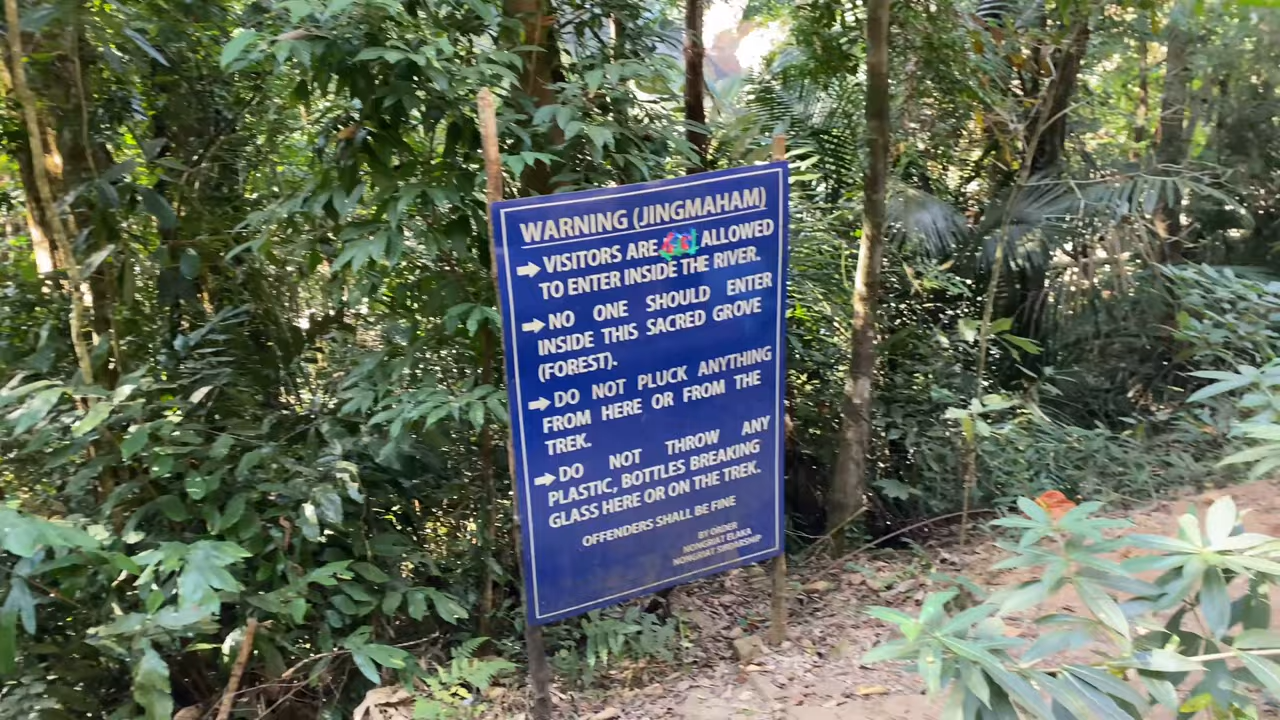 WARNING (JINGMAHAM)
VISITORS ARE ALLOWED
TO ENTER INSIDE THE RIVER.
NO ONE SHOULD ENTER
INSIDE THIS SACRED GROVE
(FOREST).
DO NOT PLUCK ANYTHING
FROM HERE OR FROM THE
TREK.
DO NOT THROW ANY
PLASTIC, BOTTLES BREAKING
GLASS HERE OR ON THE TREK.
OFFENDERS SHALL BE FINE
BY ORDER
NONGRIAT ELAKA
NONGRIAT SIRDARSHIP